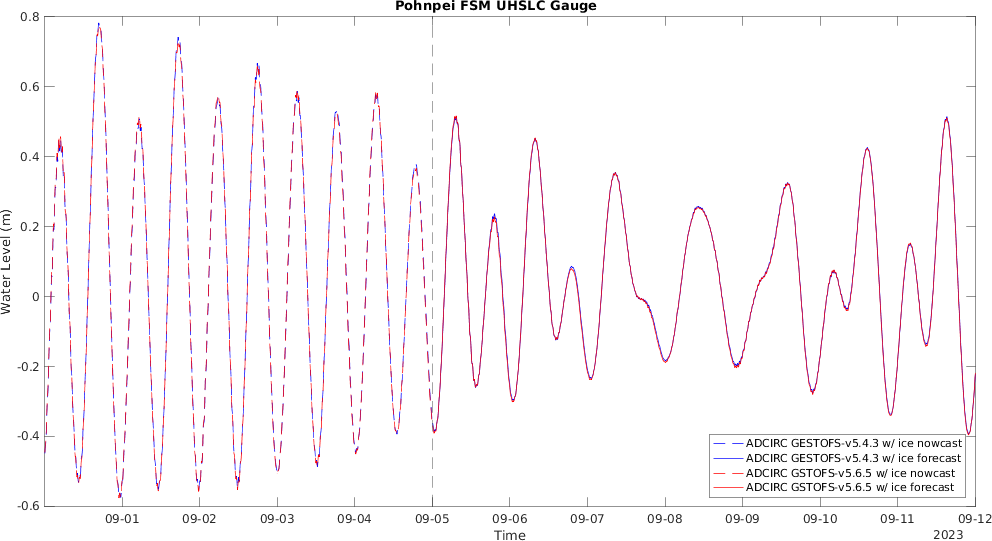 Pohnpei FSM UHSLC Gauge
Water Level (m)
0.8
0.6
0.4
0.2
0
-0.2
-0.4
-0.6
09-01 09-02 09-03 09-04 09-05 09-06 09-07 09-08 09-09 09-10 09-11 09-12
Time
2023
ADCIRC GESTOFS-v5.4.3 w/ ice nowcast
ADCIRC GESTOFS-v5.4.3 w/ ice forecast
ADCIRC GSTOFS-v5.6.5 w/ ice nowcast
ADCIRC GSTOFS-v5.6.5 w/ ice forecast